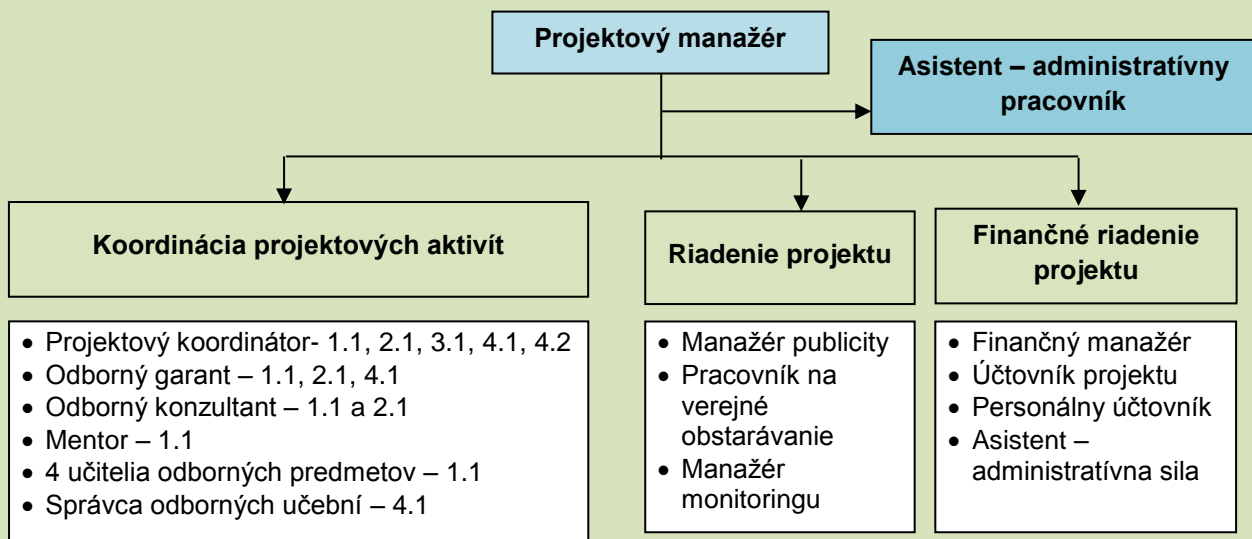 Projektový manažér
Asistent – administratívny
pracovník
Koordinácia projektových aktivít
Riadenie projektu
Finančné riadenie
projektu
• Projektový koordinátor- 1.1, 2.1, 3.1, 4.1, 4.2
• Odborný garant – 1.1, 2.1, 4.1
• Odborný konzultant – 1.1 a 2.1
• Mentor – 1.1
• 4 učitelia odborných predmetov – 1.1
• Správca odborných učební – 4.1
• Manažér publicity
• Pracovník na
verejné
obstarávanie
• Manažér
monitoringu
• Finančný manažér
• Účtovník projektu
• Personálny účtovník
• Asistent –
administratívna sila